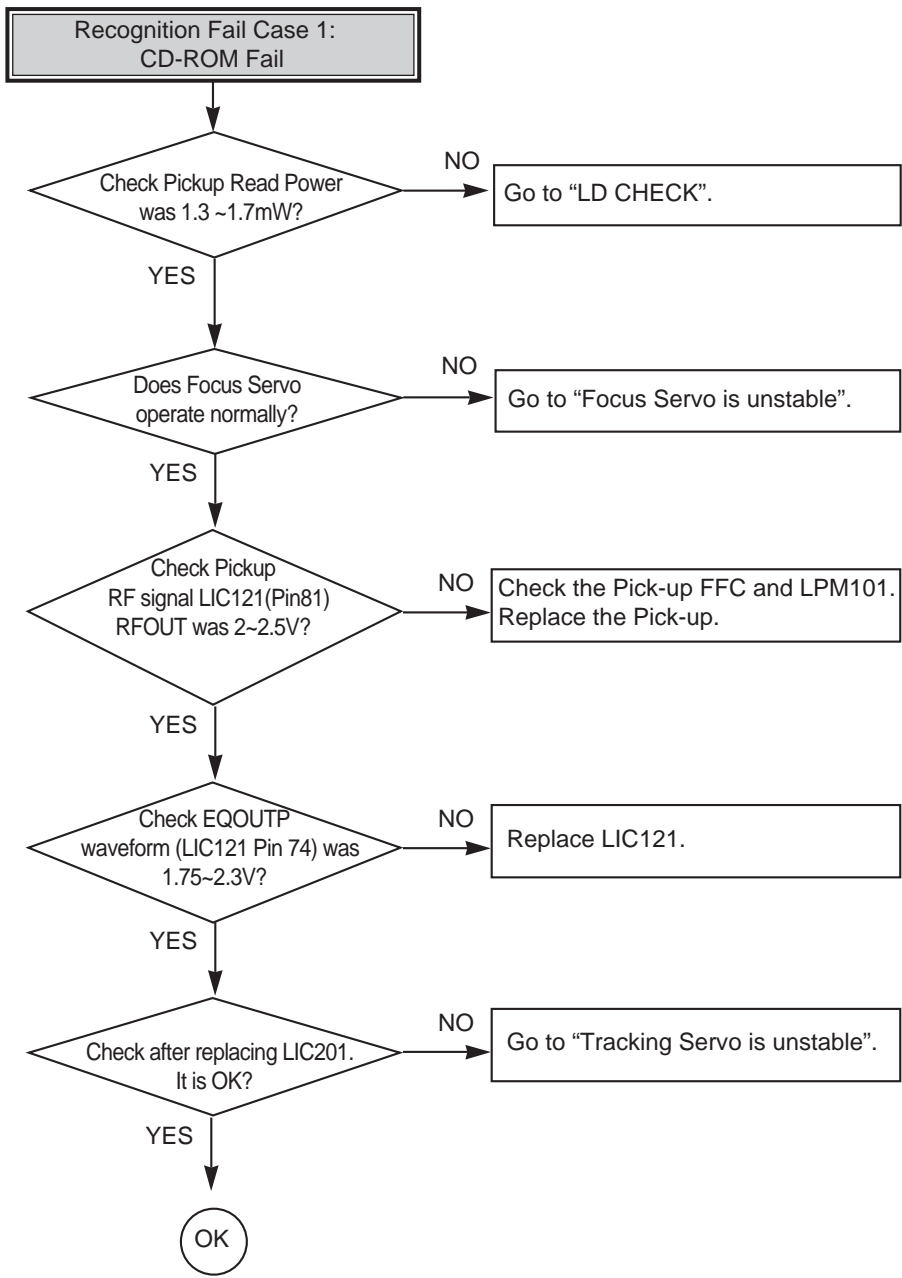 Recognition Fail Case 1:
CD-ROM Fail
Check Pickup Read Power
was 1.3 ~1.7mW?
NO
Go to “LD CHECK”.
YES
Does Focus Servo
operate normally?
NO
Go to “Focus Servo is unstable”.
YES
Check Pickup
RF signal LIC121(Pin81)
RFOUT was 2~2.5V?
NO
Check the Pick-up FFC and LPM101.
Replace the Pick-up.
YES
Check EQOUTP
waveform (LIC121 Pin 74) was
1.75~2.3V?
NO
Replace LIC121.
YES
Check after replacing LIC201.
It is OK?
NO
Go to “Tracking Servo is unstable”.
YES
OK